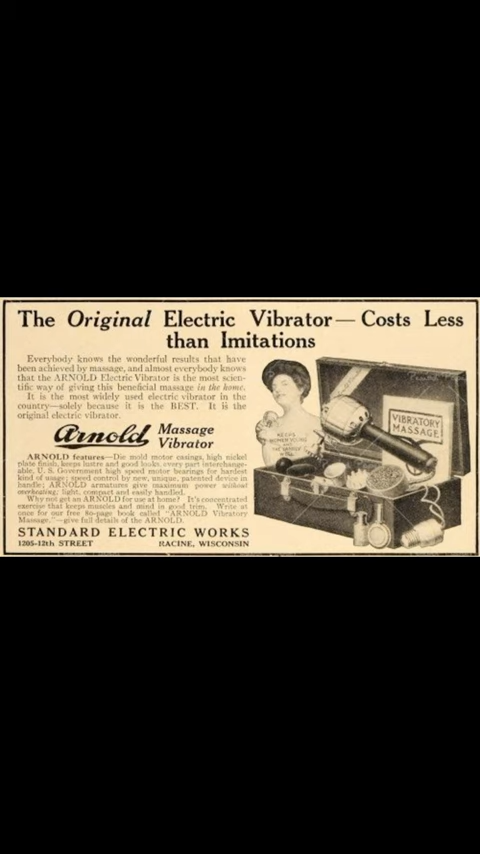 The Original Electric Vibrator — Costs Less
than Imitations
Everybody knows the wonderful results that have
been achieved by massage, and almost everybody knows
that the ARNOLD Electric Vibrator is the most scien-
tific way of giving this beneficial massage in the home.
It is the most widely used electric vibrator in the
country—solely because it is the BEST. It is the
original electric vibrator.
Arnold Massage
Vibrator
ARNOLD features—Die mold motor casings, high nickel
plate finish, keeps lustre and good looks, every part interchange-
able, U. S. Government high speed motor bearings for hardest
kind of usage; speed control by new, unique, patented device in
handle; ARNOLD armatures give maximum power without
overheating; light, compact and easily handled.
Why not get an ARNOLD for use at home? It's concentrated
exercise that keeps muscles and mind in good trim. Write at
once for our free 80-page book called "ARNOLD Vibratory
Massage,"—give full details of the ARNOLD.
STANDARD ELECTRIC WORKS
1205-12th STREET RACINE, WISCONSIN
KEEPS
WOMEN YOUNG
AND
VIBRATORY
MASSAGE